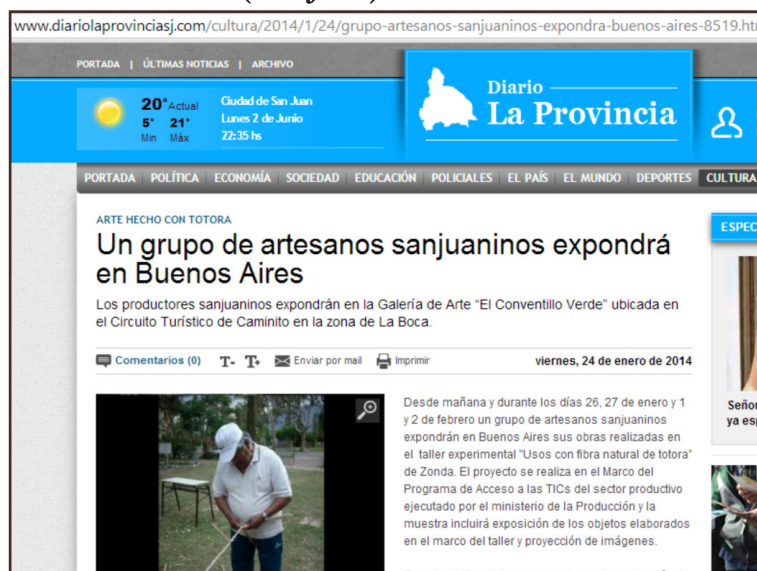 www.diariolaprovinciasj.com/cultura/2014/1/24/grupo-artesanos-sanjuaninos-expondra-buenos-aires-8519.htm
PORTADA | ÚLTIMAS NOTICIAS | ARCHIVO
20° Actual
5° 21°
Min Máx
Ciudad de San Juan
Lunes 2 de Junio
22:35 hs
Diario
La Provincia
PORTADA POLÍTICA ECONOMÍA SOCIEDAD EDUCACIÓN POLICIALES EL PAÍS EL MUNDO DEPORTES CULTURA
ARTE HECHO CON TOTORA
Un grupo de artesanos sanjuaninos expondrá
en Buenos Aires
Los productores sanjuaninos expondrán en la Galería de Arte “El Conventillo Verde” ubicada en
el Circuito Turístico de Caminito en la zona de La Boca.
Comentarios (0) T- T+ Enviar por mail Imprimir viernes, 24 de enero de 2014
Desde mañana y durante los días 26, 27 de enero y 1
y 2 de febrero un grupo de artesanos sanjuaninos
expondrán en Buenos Aires sus obras realizadas en
el taller experimental "Usos con fibra natural de totora"
de Zonda. El proyecto se realiza en el Marco del
Programa de Acceso a las TICs del sector productivo
ejecutado por el ministerio de la Producción y la
muestra incluirá exposición de los objetos elaborados
en el marco del taller y proyección de imágenes.
ESPEC
Señor
ya esp